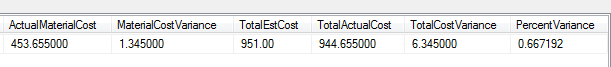 ActualMaterialCost MaterialCostVariance TotalEstCost TotalActualCost TotalCostVariance PercentVariance
453.655000 1.345000 951.00 944.655000 6.345000 0.667192